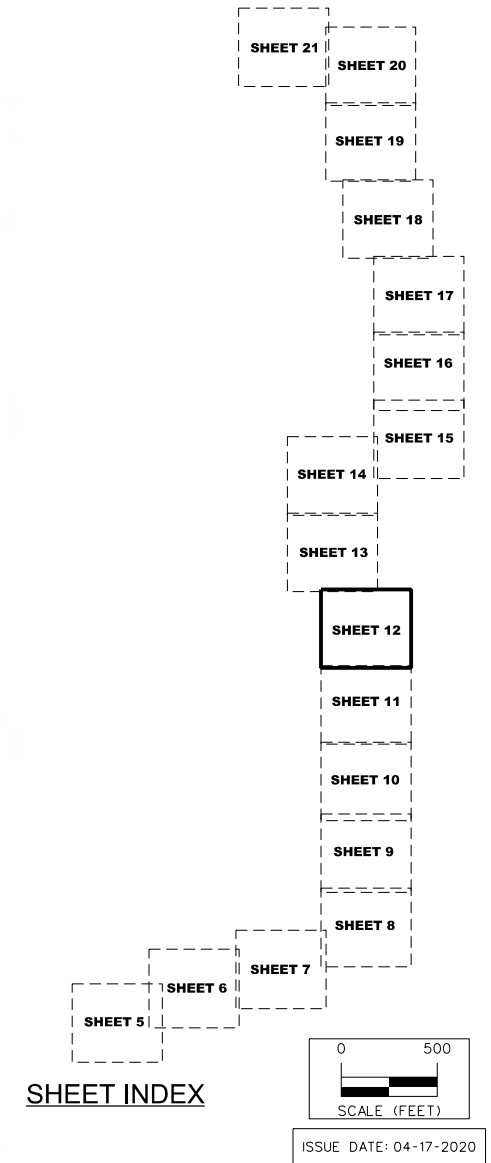 SHEET 21
SHEET 20
SHEET 19
SHEET 18
SHEET 17
SHEET 16
SHEET 15
SHEET 14
SHEET 13
SHEET 12
SHEET 11
SHEET 10
SHEET 9
SHEET 8
SHEET 7
SHEET 6
SHEET 5
SHEET INDEX
0 500
SCALE (FEET)
ISSUE DATE: 04-17-2020